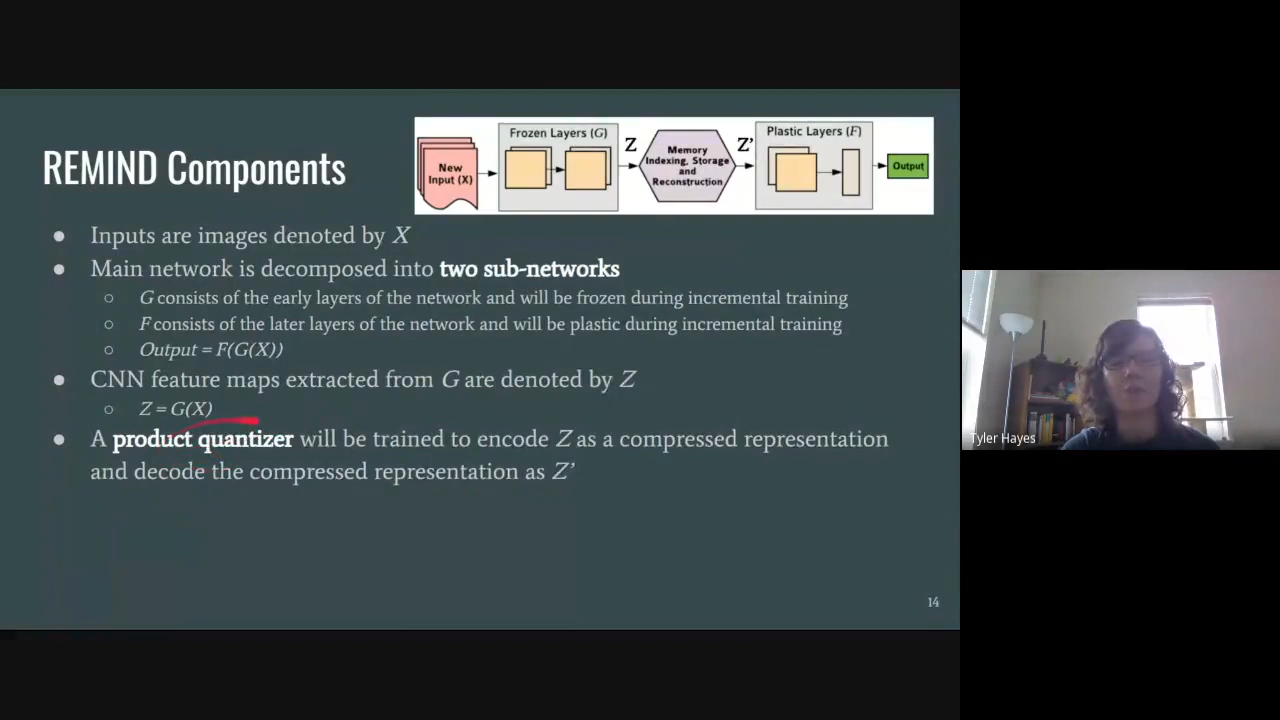 REMIND Components
New
Input (X)
Frozen Layers (G)
Z
Memory
Indexing, Storage
and
Reconstruction
Z’
Plastic Layers (F)
Output
● Inputs are images denoted by X
● Main network is decomposed into two sub-networks
○ G consists of the early layers of the network and will be frozen during incremental training
○ F consists of the later layers of the network and will be plastic during incremental training
○ Output = F(G(X))
● CNN feature maps extracted from G are denoted by Z
○ Z = G(X)
● A product quantizer will be trained to encode Z as a compressed representation
and decode the compressed representation as Z’
14
Tyler Hayes